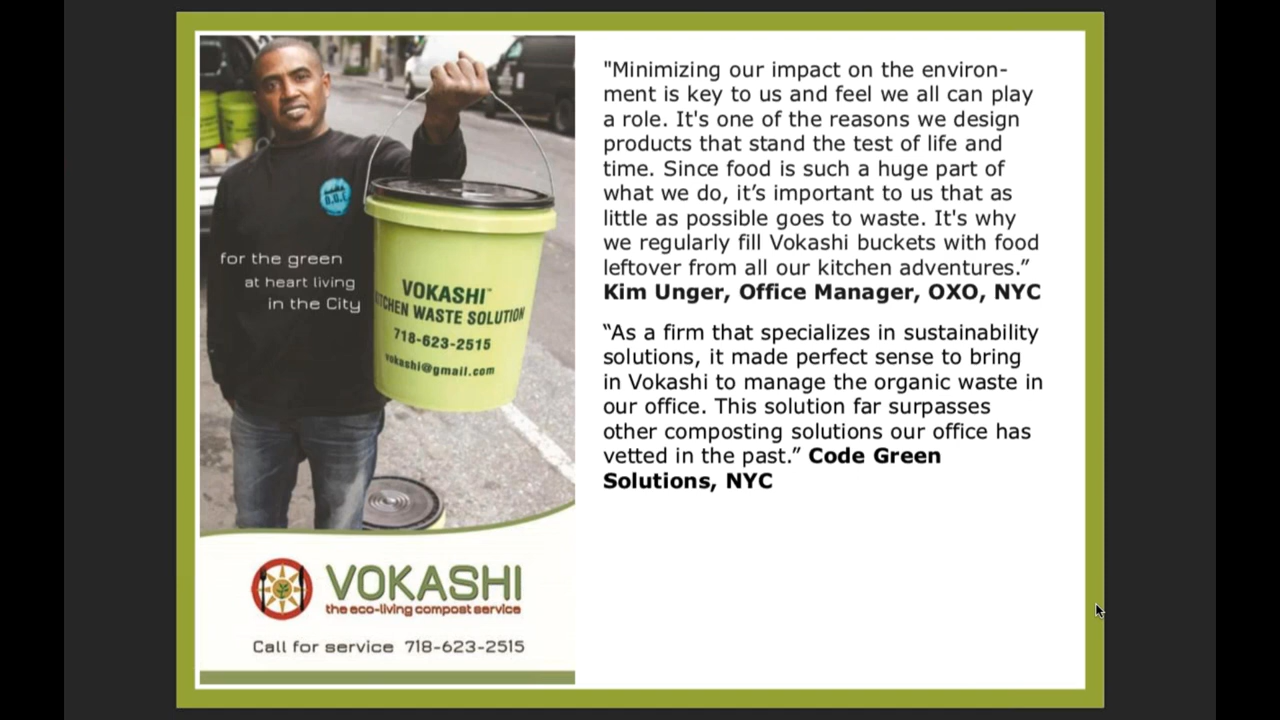 for the green
at heart living
in the City
D.O.E.
VOKASHI™
KITCHEN WASTE SOLUTION
718-623-2515
vokashi@gmail.com
VOKASHI
the eco-living compost service
Call for service 718-623-2515
"Minimizing our impact on the environ-
ment is key to us and feel we all can play
a role. It's one of the reasons we design
products that stand the test of life and
time. Since food is such a huge part of
what we do, it’s important to us that as
little as possible goes to waste. It's why
we regularly fill Vokashi buckets with food
leftover from all our kitchen adventures.”
Kim Unger, Office Manager, OXO, NYC
“As a firm that specializes in sustainability
solutions, it made perfect sense to bring
in Vokashi to manage the organic waste in
our office. This solution far surpasses
other composting solutions our office has
vetted in the past.” Code Green
Solutions, NYC